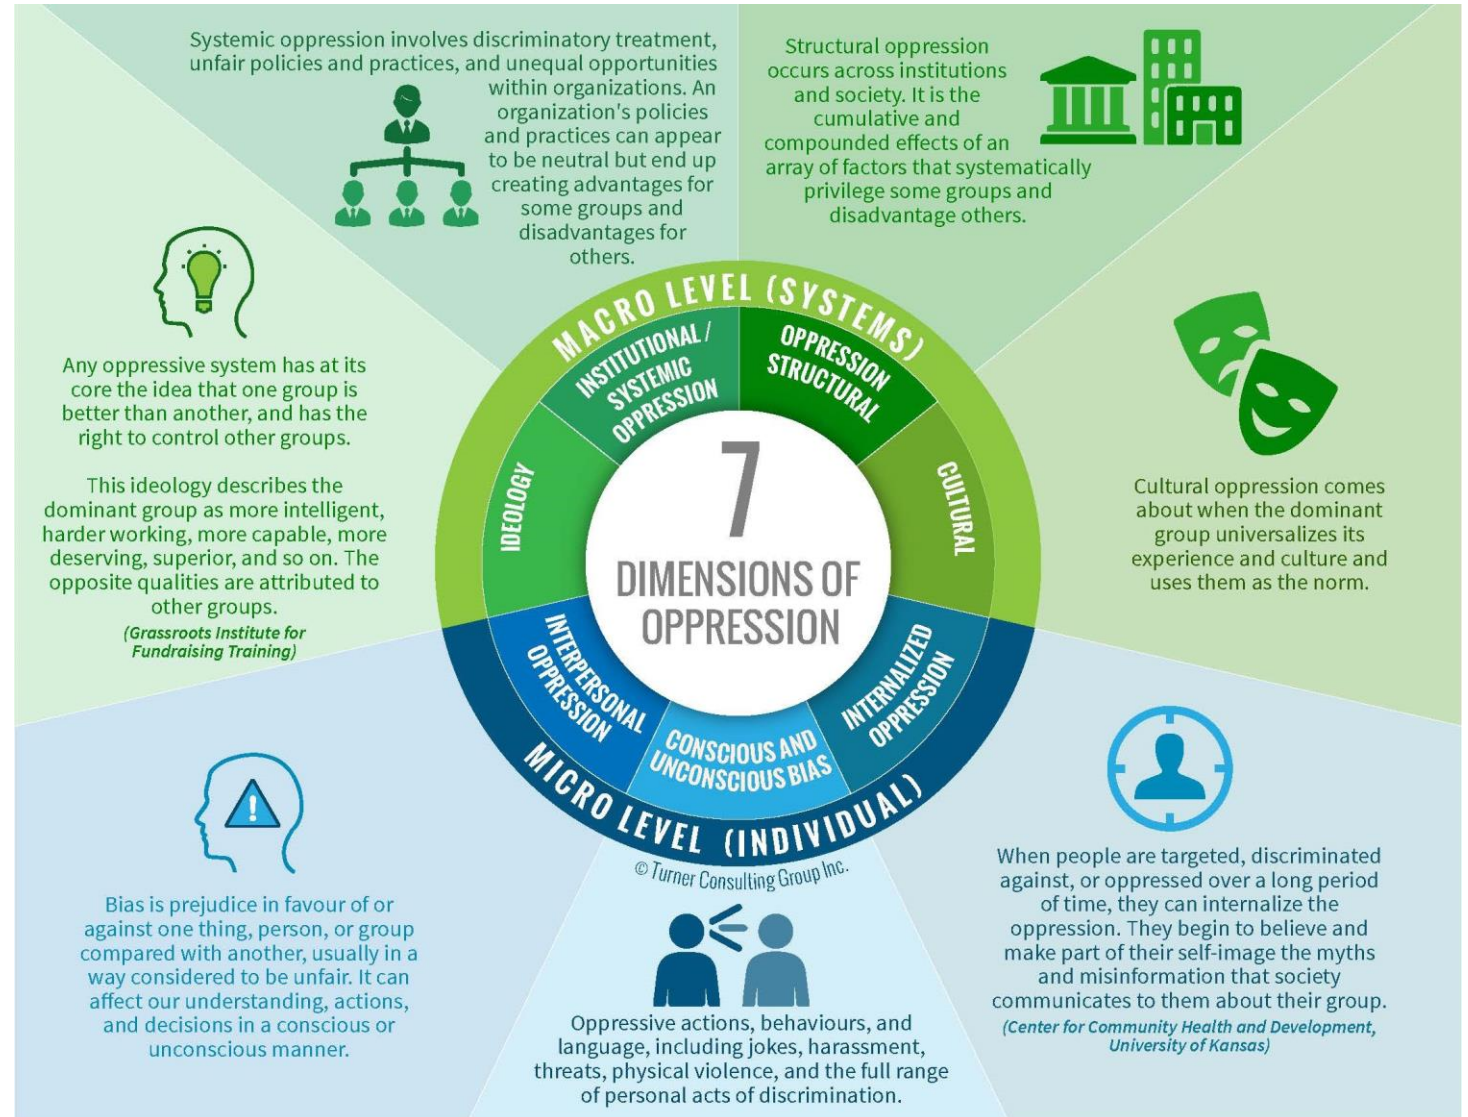 Systemic oppression involves discriminatory treatment,
unfair policies and practices, and unequal opportunities
within organizations. An
organization's policies
and practices can appear
to be neutral but end up
creating advantages for
some groups and
disadvantages for
others.
Structural oppression
occurs across institutions
and society. It is the
cumulative and
compounded effects of an
array of factors that systematically
privilege some groups and
disadvantage others.
Any oppressive system has at its
core the idea that one group is
better than another, and has the
right to control other groups.
This ideology describes the
dominant group as more intelligent,
harder working, more capable, more
deserving, superior, and so on. The
opposite qualities are attributed to
other groups.
(Grassroots Institute for
Fundraising Training)
MACRO LEVEL (SYSTEMS)
INSTITUTIONAL /
SYSTEMIC
OPPRESSION
OPPRESSION
STRUCTURAL
IDEOLOGY
CULTURAL
7
DIMENSIONS OF
OPPRESSION
INTERPERSONAL
OPPRESSION
CONSCIOUS AND
UNCONSCIOUS BIAS
INTERNALIZED
OPPRESSION
MICRO LEVEL (INDIVIDUAL)
© Turner Consulting Group Inc.
Cultural oppression comes
about when the dominant
group universalizes its
experience and culture and
uses them as the norm.
Bias is prejudice in favour of or
against one thing, person, or group
compared with another, usually in a
way considered to be unfair. It can
affect our understanding, actions,
and decisions in a conscious or
unconscious manner.
Oppressive actions, behaviours, and
language, including jokes, harassment,
threats, physical violence, and the full range
of personal acts of discrimination.
When people are targeted, discriminated
against, or oppressed over a long period
of time, they can internalize the
oppression. They begin to believe and
make part of their self-image the myths
and misinformation that society
communicates to them about their group.
(Center for Community Health and Development,
University of Kansas)